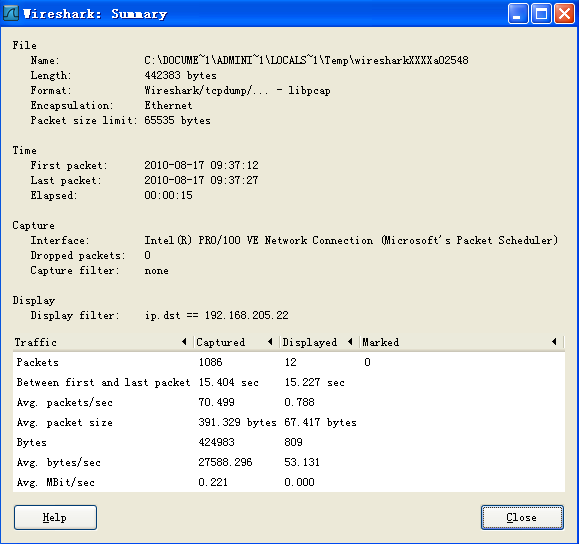 Wireshark: Summary
File
Name: C:\DOCUME~1\ADMINI~1\LOCALS~1\Temp\wiresharkXXXXa02548
Length: 442383 bytes
Format: Wireshark/tcpdump/... - libpcap
Encapsulation: Ethernet
Packet size limit: 65535 bytes
Time
First packet: 2010-08-17 09:37:12
Last packet: 2010-08-17 09:37:27
Elapsed: 00:00:15
Capture
Interface: Intel(R) PRO/100 VE Network Connection (Microsoft's Packet Scheduler)
Dropped packets: 0
Capture filter: none
Display
Display filter: ip.dst == 192.168.205.22
Traffic Captured Displayed Marked
Packets 1086 12 0
Between first and last packet 15.404 sec 15.227 sec
Avg. packets/sec 70.499 0.788
Avg. packet size 391.329 bytes 67.417 bytes
Bytes 424983 809
Avg. bytes/sec 27588.296 53.131
Avg. MBit/sec 0.221 0.000
Help Close